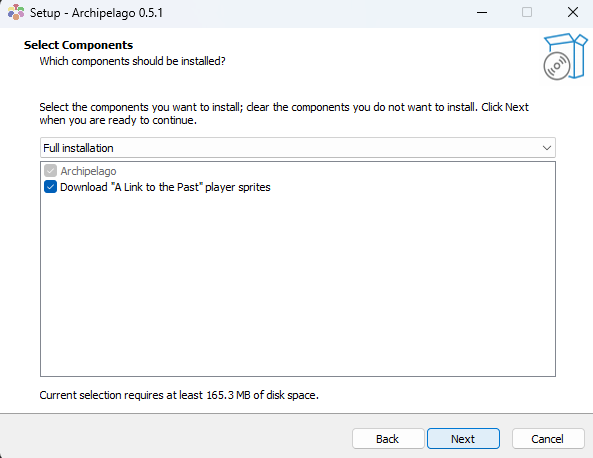 Setup - Archipelago 0.5.1
Select Components
Which components should be installed?
Select the components you want to install; clear the components you do not want to install. Click Next
when you are ready to continue.
Full installation
Archipelago
Download "A Link to the Past" player sprites
Current selection requires at least 165.3 MB of disk space.
Back
Next
Cancel